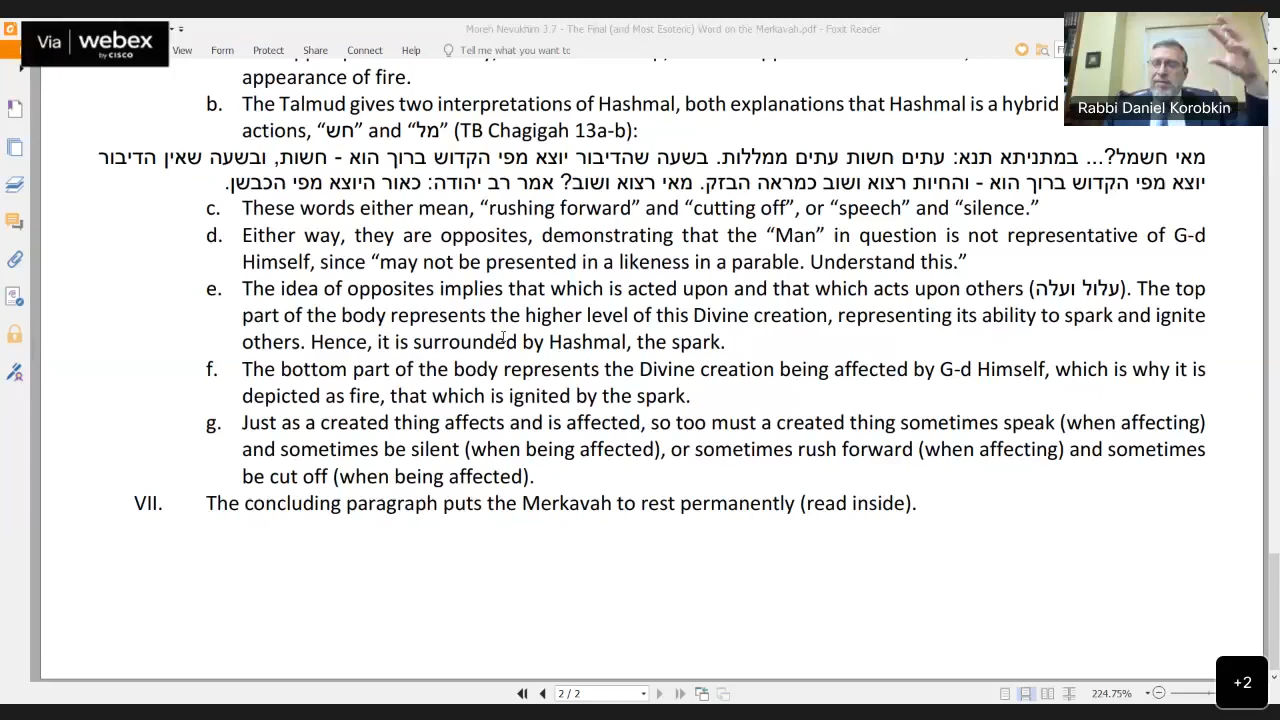 Moreh Nevukhim 3.7 - The Final (and Most Esoteric) Word on the Merkavah.pdf - Foxit Reader
Via webex
by CISCO
View Form Protect Share Connect Help Tell me what you want to
Rabbi Daniel Korobkin
appearance of fire.
b. The Talmud gives two interpretations of Hashmal, both explanations that Hashmal is a hybrid
actions, “חש” and “מל” (TB Chagigah 13a-b):
מאי חשמל?... במתניתא תנא: עתים חשות עתים ממללות. בשעה שהדיבור יוצא מפי הקדוש ברוך הוא - חשות, ובשעה שאין הדיבור
יוצא מפי הקדוש ברוך הוא - והחיות רצוא ושוב כמראה הבזק. מאי רצוא ושוב? אמר רב יהודה: כאור היוצא מפי הכבשן.
c. These words either mean, “rushing forward” and “cutting off”, or “speech” and “silence.”
d. Either way, they are opposites, demonstrating that the “Man” in question is not representative of G-d
Himself, since “may not be presented in a likeness in a parable. Understand this.”
e. The idea of opposites implies that which is acted upon and that which acts upon others (עלול ועלה). The top
part of the body represents the higher level of this Divine creation, representing its ability to spark and ignite
others. Hence, it is surrounded by Hashmal, the spark.
f. The bottom part of the body represents the Divine creation being affected by G-d Himself, which is why it is
depicted as fire, that which is ignited by the spark.
g. Just as a created thing affects and is affected, so too must a created thing sometimes speak (when affecting)
and sometimes be silent (when being affected), or sometimes rush forward (when affecting) and sometimes
be cut off (when being affected).
VII. The concluding paragraph puts the Merkavah to rest permanently (read inside).
2 / 2
224.75%
+2